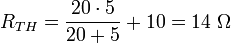 R_{TH} = \frac{20 \cdot 5}{20 + 5} + 10 = 14 \ \Omega